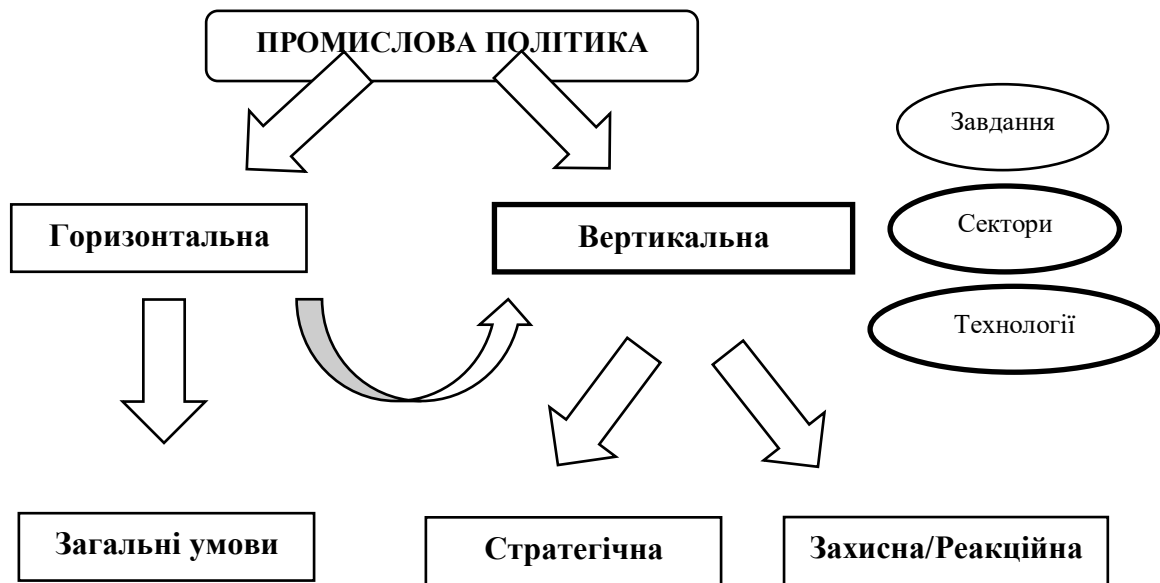 ПРОМИСЛОВА ПОЛІТИКА
Завдання
Горизонтальна
Вертикальна
Сектори
Технології
Загальні умови
Стратегічна
Захисна/Реакційна